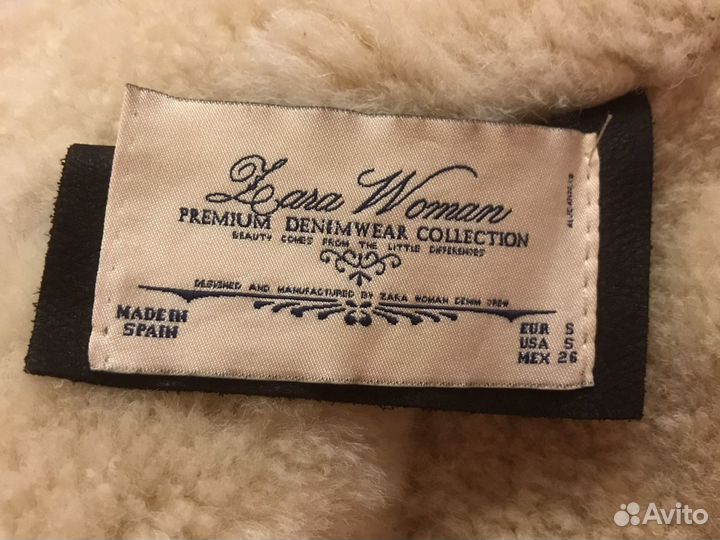 Zara Woman
PREMIUM DENIMWEAR COLLECTION
BEAUTY COMES FROM THE LITTLE DIFFERENCES
DESIGNED AND MANUFACTURED BY ZARA WOMAN DENIM CREW
MADE IN
SPAIN
EUR S
USA S
MEX 26
Avito